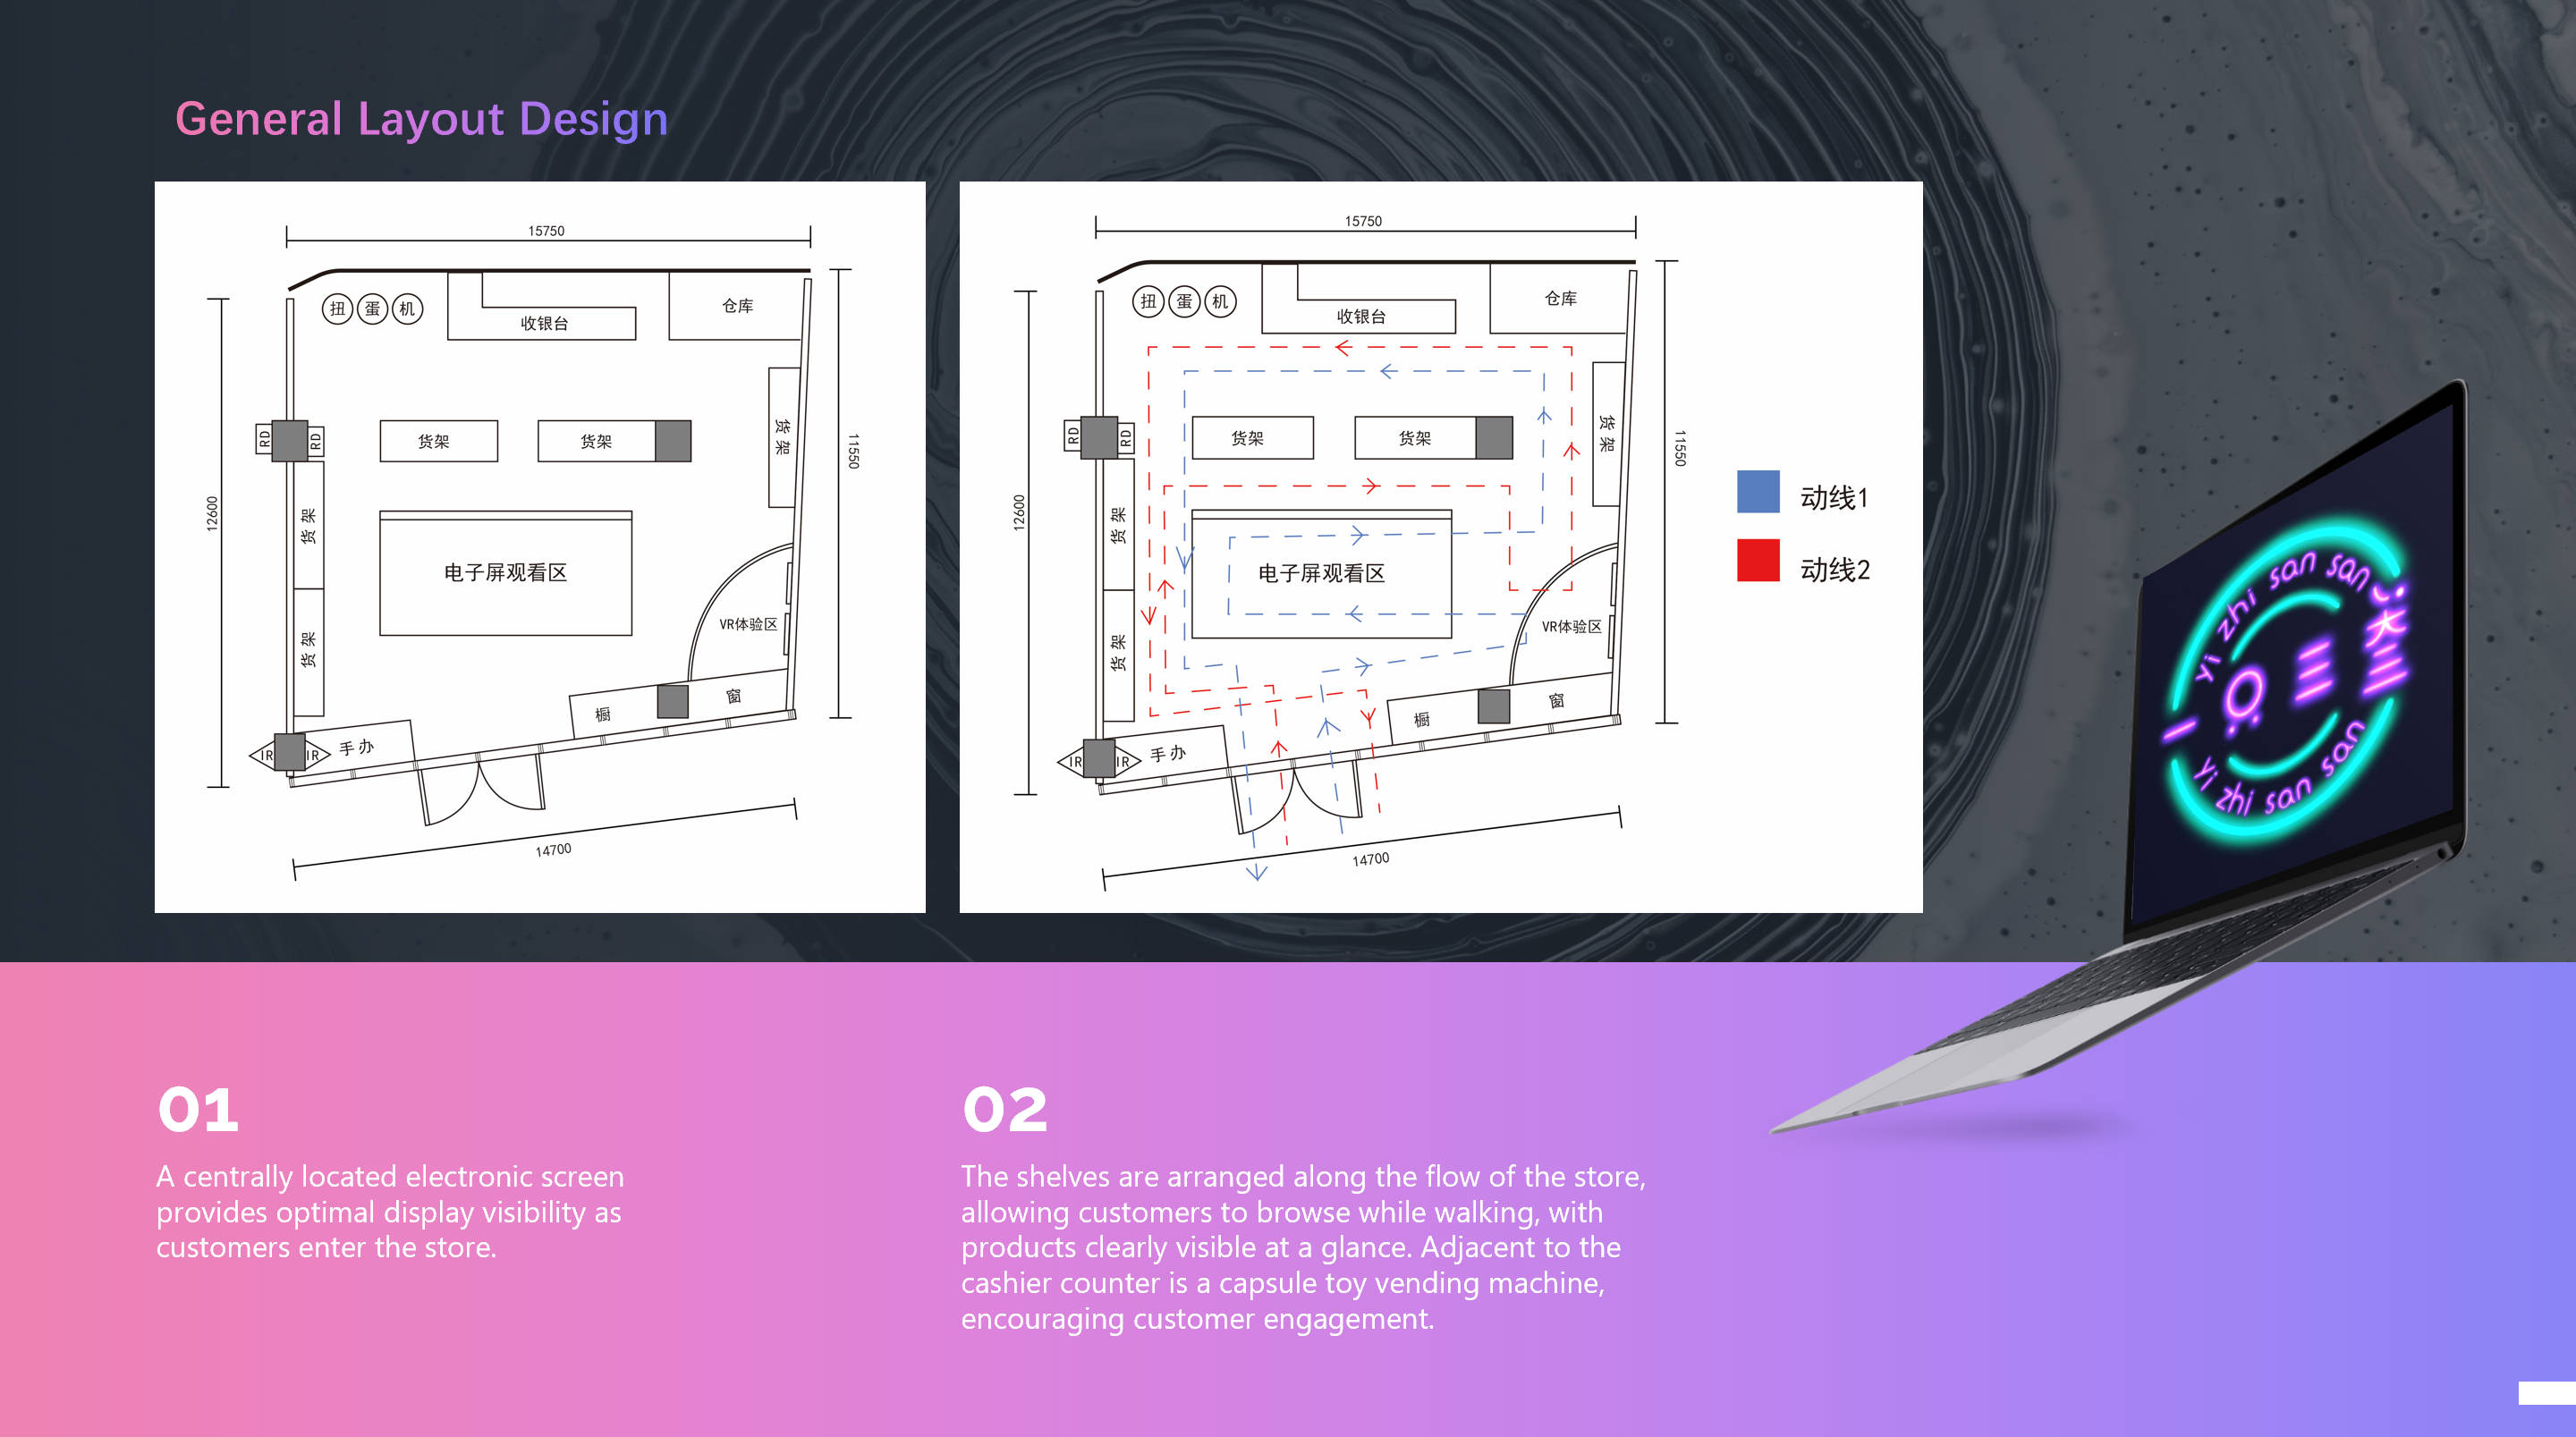 General Layout Design
15750
扭 蛋 机
收银台
仓库
RD
RD
货架
货架
货架
11550
12600
货架
电子屏观看区
货架
VR体验区
橱
窗
IR
IR
手办
14700
15750
扭 蛋 机
收银台
仓库
RD
RD
货架
货架
货架
11550
12600
货架
电子屏观看区
货架
VR体验区
橱
窗
IR
IR
手办
14700
动线1
动线2
yi zhi san san
yi zhi san san
01
A centrally located electronic screen
provides optimal display visibility as
customers enter the store.
02
The shelves are arranged along the flow of the store,
allowing customers to browse while walking, with
products clearly visible at a glance. Adjacent to the
cashier counter is a capsule toy vending machine,
encouraging customer engagement.